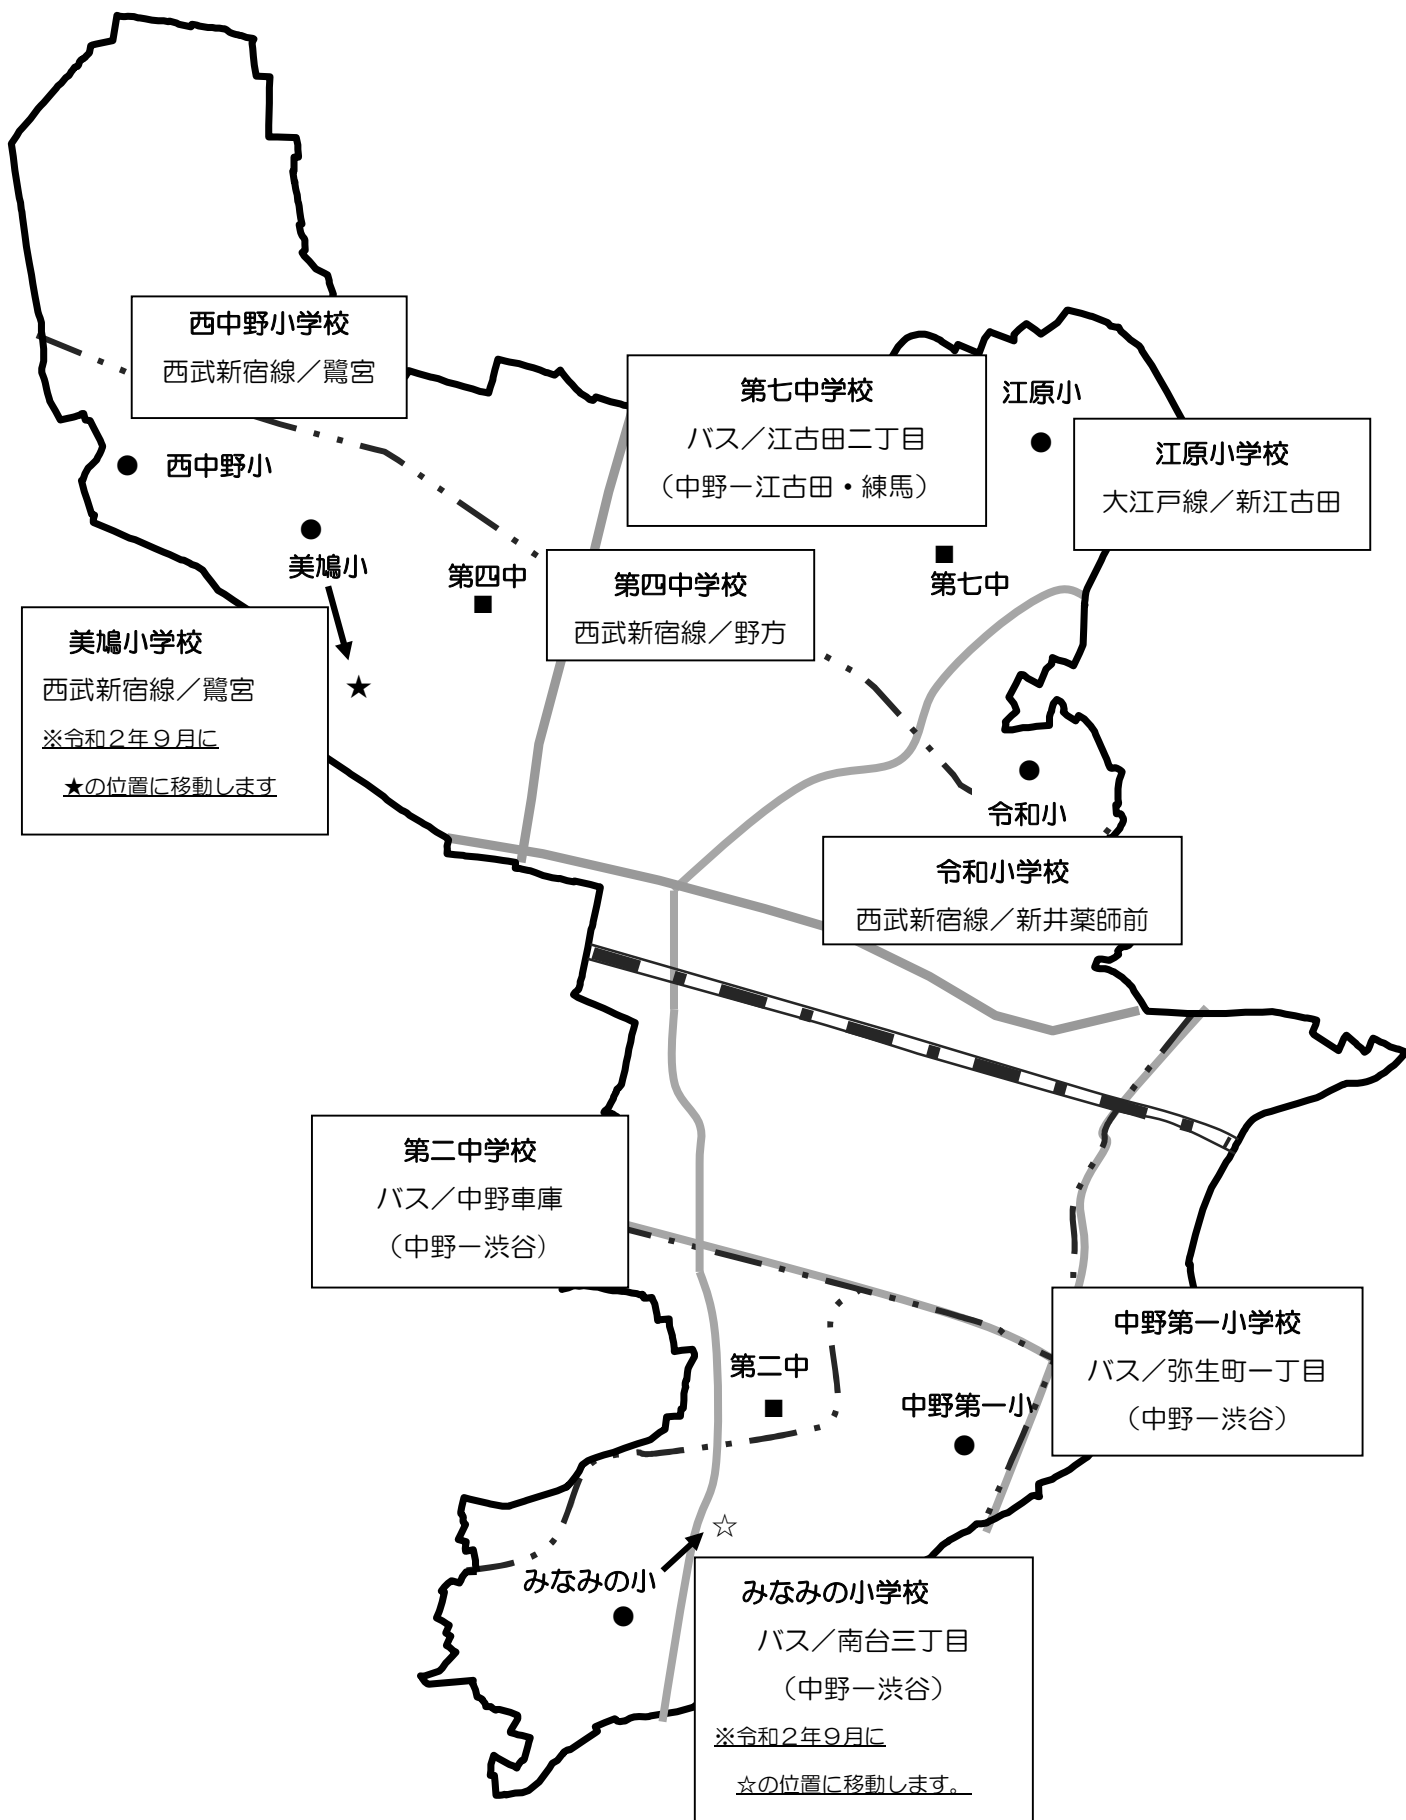 西中野小学校
西武新宿線／鷺宮
第七中学校
バス／江古田二丁目
（中野ー江古田・練馬）
江原小
江原小学校
大江戸線／新江古田
西中野小
美鳩小
第四中
第四中学校
西武新宿線／野方
第七中
美鳩小学校
西武新宿線／鷺宮
※令和２年９月に
★の位置に移動します
★
令和小
令和小学校
西武新宿線／新井薬師前
第二中学校
バス／中野車庫
（中野ー渋谷）
第二中
中野第一小
中野第一小学校
バス／弥生町一丁目
（中野ー渋谷）
☆
みなみの小
みなみの小学校
バス／南台三丁目
（中野ー渋谷）
※令和２年９月に
☆の位置に移動します。